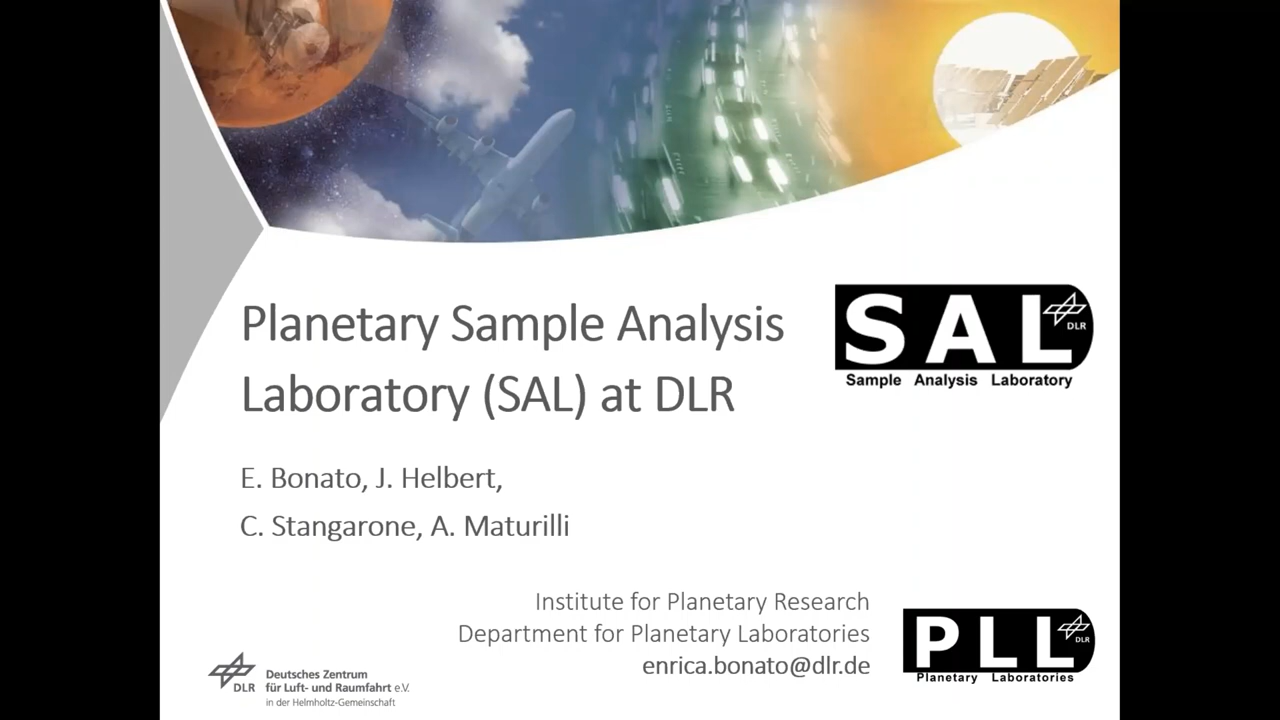 Planetary Sample Analysis
Laboratory (SAL) at DLR
SAL
DLR
Sample Analysis Laboratory
E. Bonato, J. Helbert,
C. Stangarone, A. Maturilli
Institute for Planetary Research
Department for Planetary Laboratories
enrica.bonato@dlr.de
PLL
DLR
Planetary Laboratories
DLR
Deutsches Zentrum
für Luft- und Raumfahrt e.V.
in der Helmholtz-Gemeinschaft